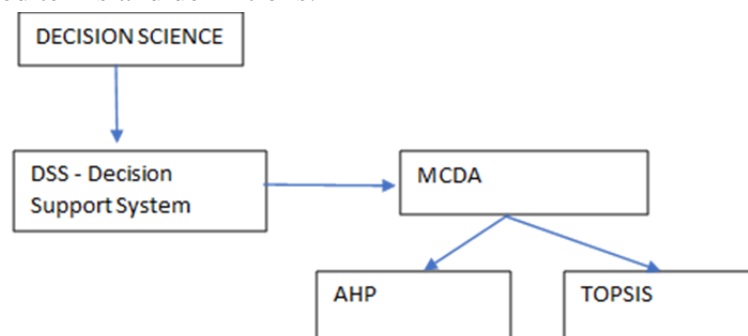 DECISION SCIENCE
DSS - Decision
Support System
MCDA
AHP
TOPSIS